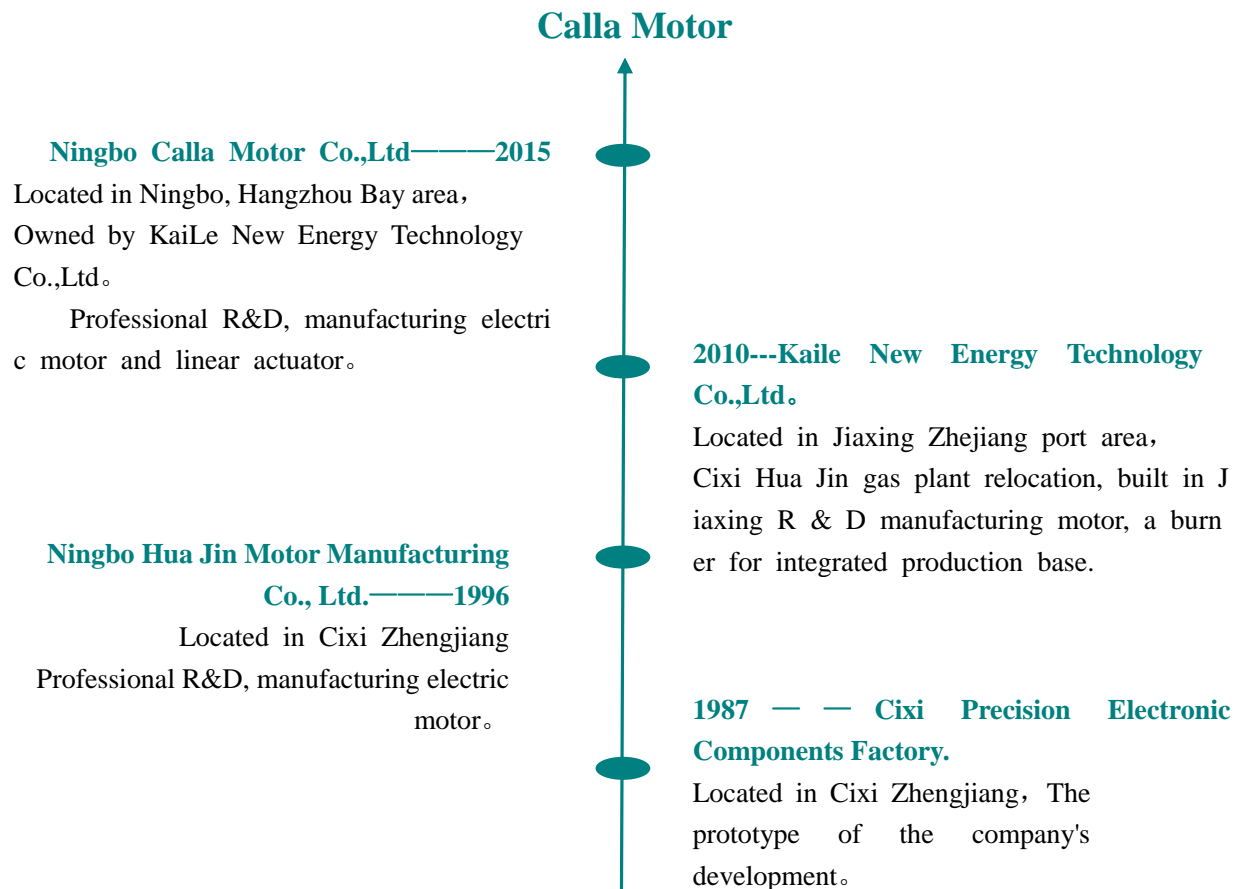 Calla Motor
Ningbo Calla Motor Co.,Ltd———2015
Located in Ningbo, Hangzhou Bay area，
Owned by KaiLe New Energy Technology
Co.,Ltd。
Professional R&D, manufacturing electri
c motor and linear actuator。
2010---Kaile New Energy Technology
Co.,Ltd。
Located in Jiaxing Zhejiang port area，
Cixi Hua Jin gas plant relocation, built in J
iaxing R & D manufacturing motor, a burn
er for integrated production base.
Ningbo Hua Jin Motor Manufacturing
Co., Ltd.———1996
Located in Cixi Zhengjiang
Professional R&D, manufacturing electric
motor。
1987 — — Cixi Precision Electronic
Components Factory.
Located in Cixi Zhengjiang，The
prototype of the company's
development。